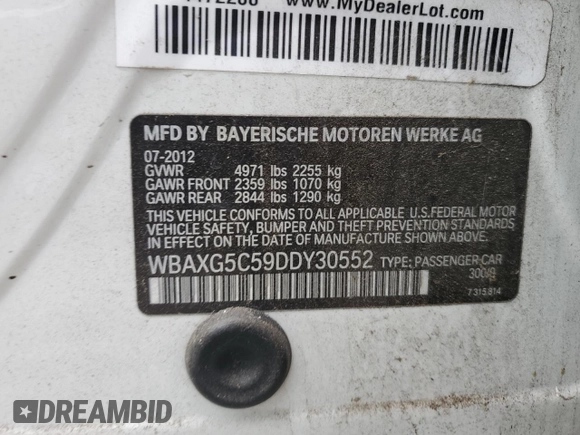 www.MyDealerLot.com
MFD BY BAYERISCHE MOTOREN WERKE AG
07-2012
GVWR 4971 lbs 2255 kg
GAWR FRONT 2359 lbs 1070 kg
GAWR REAR 2844 lbs 1290 kg
THIS VEHICLE CONFORMS TO ALL APPLICABLE U.S.FEDERAL MOTOR
VEHICLE SAFETY, BUMPER AND THEFT PREVENTION STANDARDS
IN EFFECT ON THE DATE OF MANUFACTURE SHOWN ABOVE.
WBAXG5C59DDY30552 TYPE: PASSENGER CAR
7315814
DREAMBID